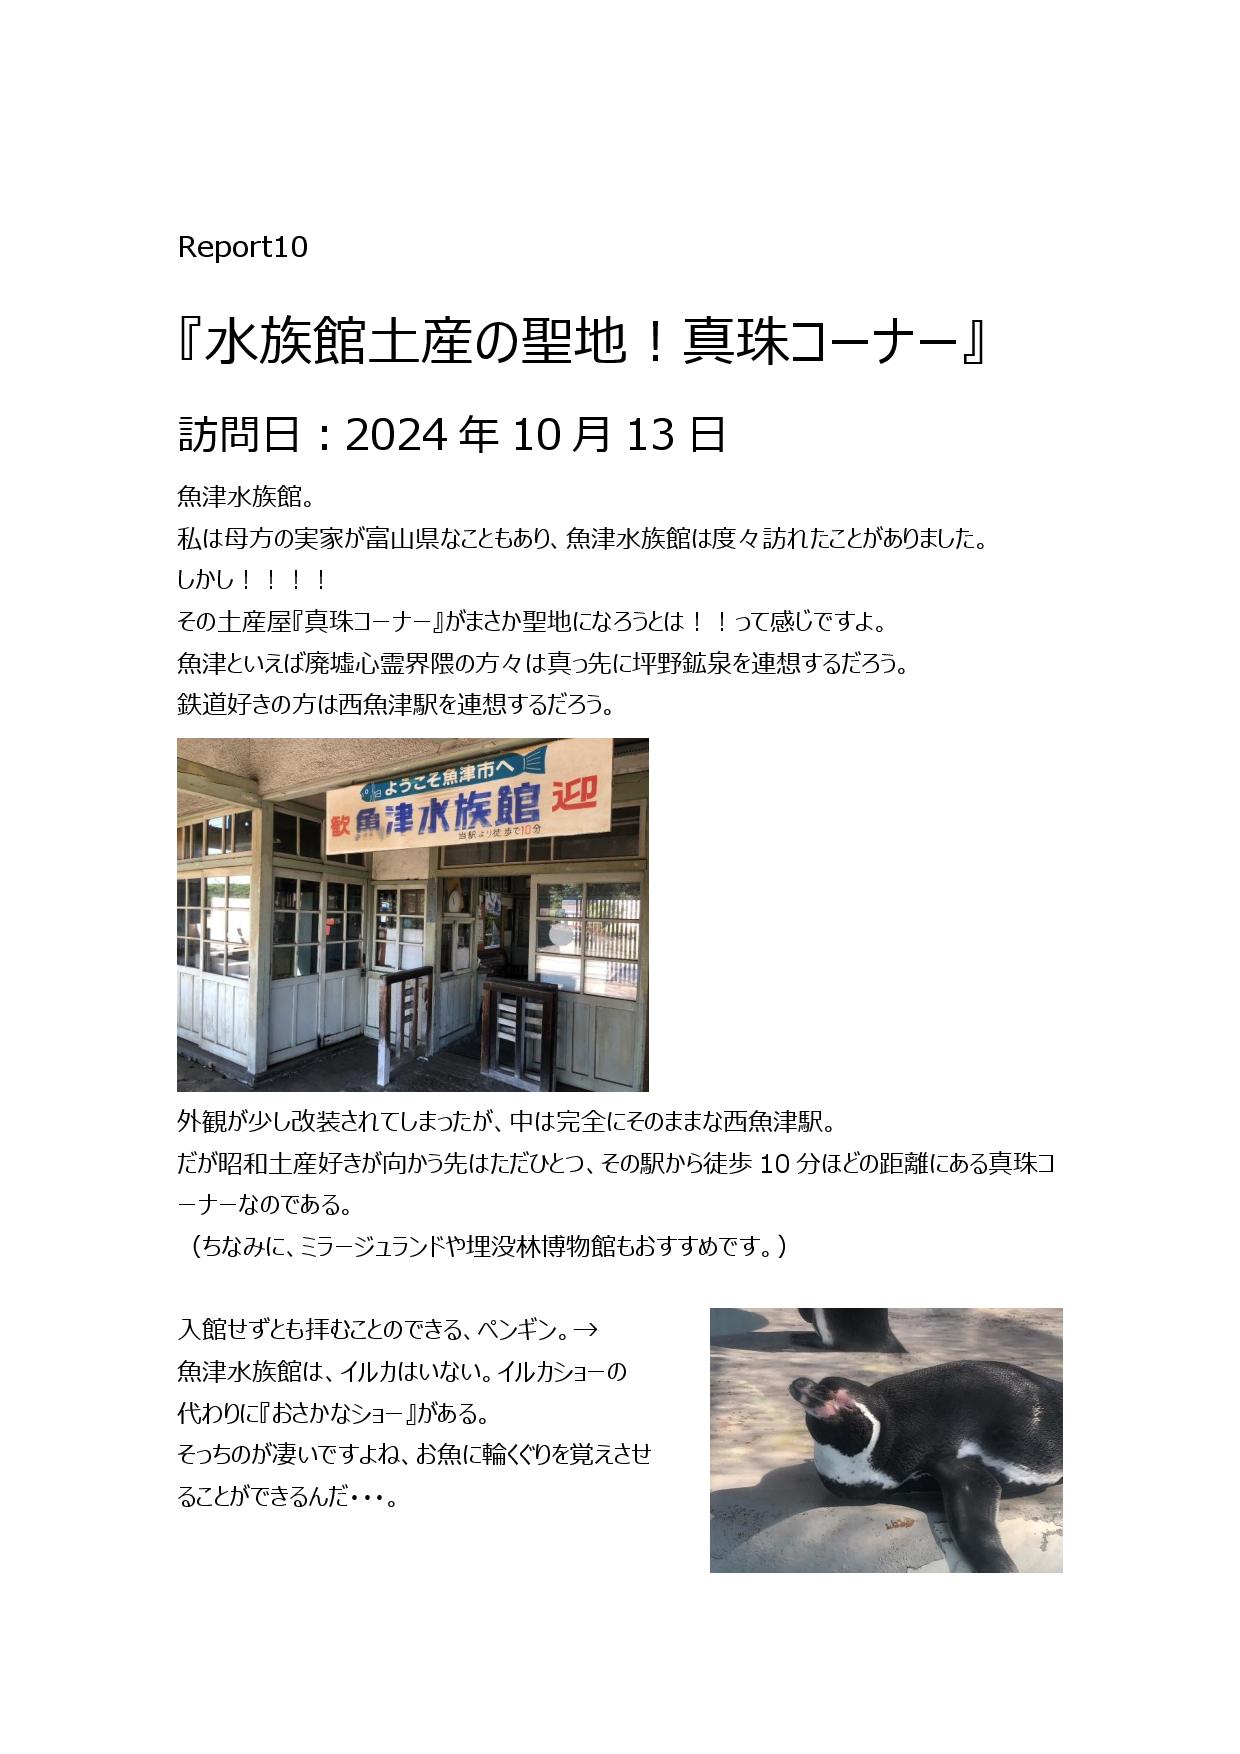 Report10
『水族館土産の聖地！真珠コーナー』
訪問日：2024年10月13日
魚津水族館。
私は母方の実家が富山県なこともあり、魚津水族館は度々訪れたことがありました。
しかし！！！！
その土産屋『真珠コーナー』がまさか聖地になろうとは！！って感じですよ。
魚津といえば廃墟心霊界隈の方々は真っ先に坪野鉱泉を連想するだろう。
鉄道好きの方は西魚津駅を連想するだろう。
ようこそ魚津市へ
歓魚津水族館迎
当駅より徒歩で10分
外観が少し改装されてしまったが、中は完全にそのままな西魚津駅。
だが昭和土産好きが向かう先はただひとつ、その駅から徒歩10分ほどの距離にある真珠コ
ーナーなのである。
（ちなみに、ミラージュランドや埋没林博物館もおすすめです。）
入館せずとも拝むことのできる、ペンギン。→
魚津水族館は、イルカはいない。イルカショーの
代わりに『おさかなショー』がある。
そっちのが凄いですよね、お魚に輪くぐりを覚えさせ
ることができるんだ・・・。